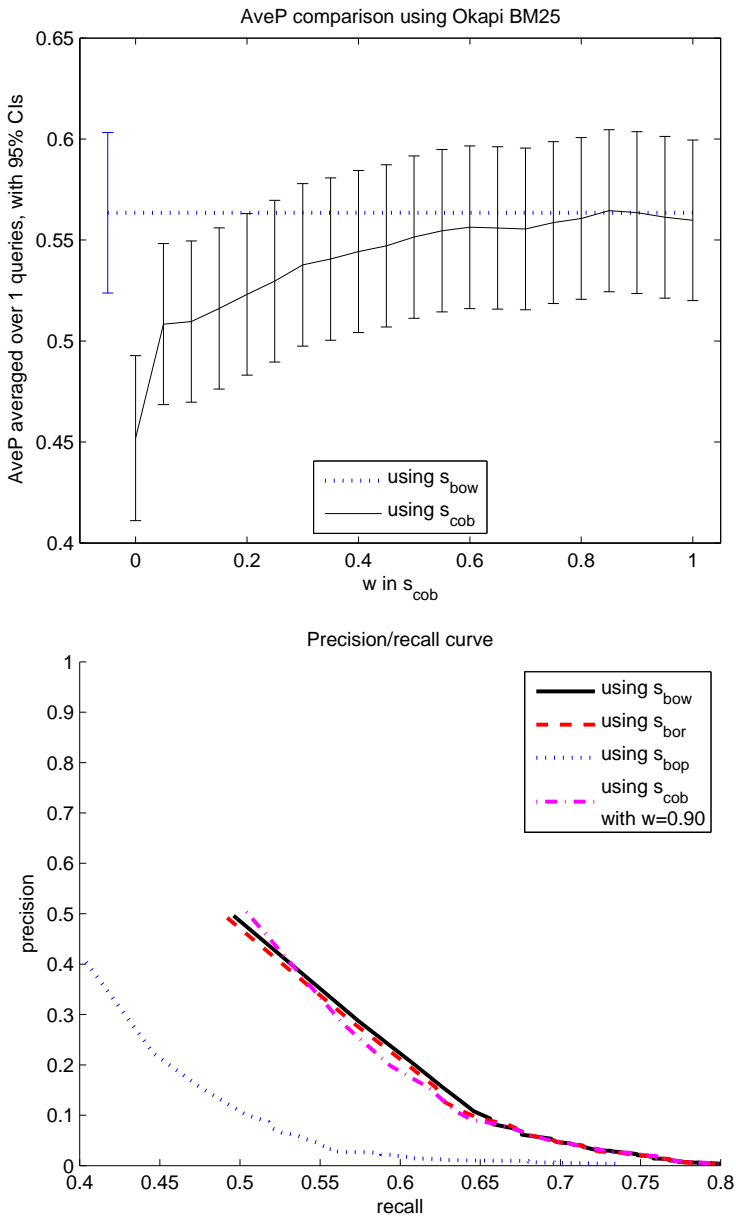 AveP comparison using Okapi BM25
0.65
0.6
0.55
0.5
0.45
0.4
AveP averaged over 1 queries, with 95% CIs
using s_bow
using s_cob
0 0.2 0.4 0.6 0.8 1
w in s_cob
Precision/recall curve
1
0.9
0.8
0.7
0.6
0.5
0.4
0.3
0.2
0.1
0
precision
using s_bow
using s_bor
using s_bop
using s_cob
with w=0.90
0.4 0.45 0.5 0.55 0.6 0.65 0.7 0.75 0.8
recall